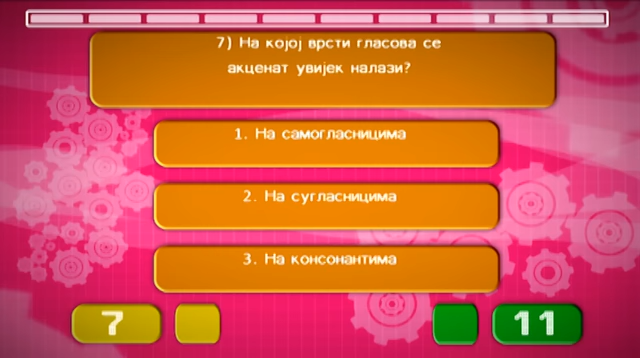 7) На којој врсти гласова се
акценат увијек налази?
1. На самогласницима
2. На сугласницима
3. На консонантима
7
11